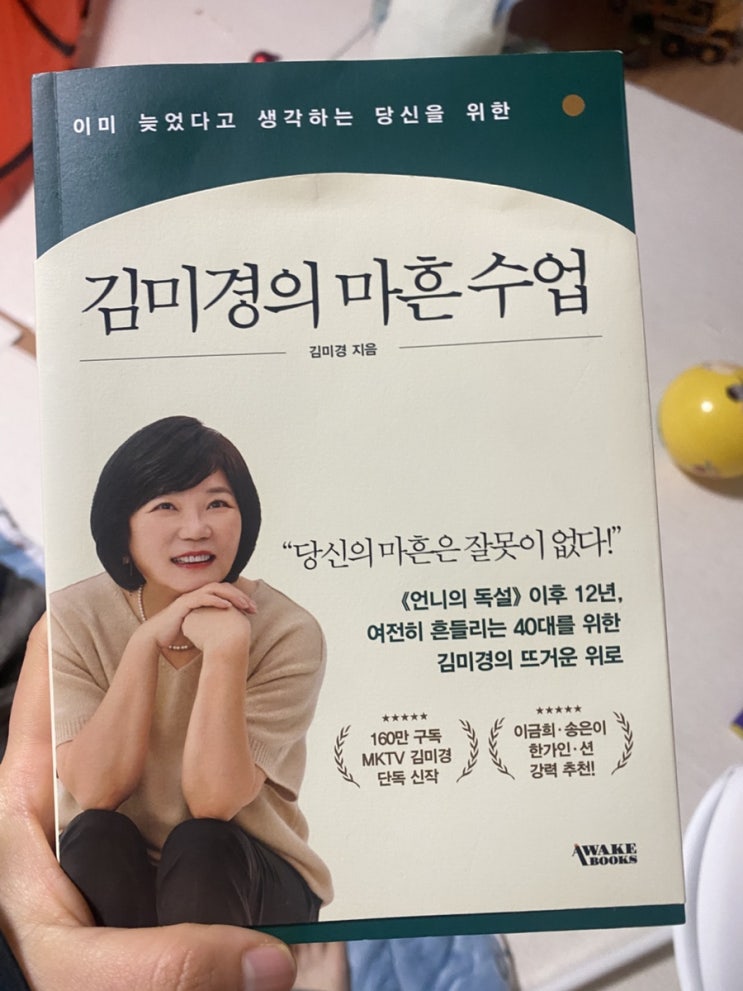 이미 늦었다고 생각하는 당신을 위한
김미경의 마흔 수업
김미경 지음
“당신의 마흔은 잘못이 없다!”
《언니의 독설》 이후 12년,
여전히 흔들리는 40대를 위한
김미경의 뜨거운 위로
★★★★★
160만 구독
MKTV 김미경
단독 신작
★★★★★
이금희·송은이
한가인·션
강력 추천!
AWAKE
BOOKS